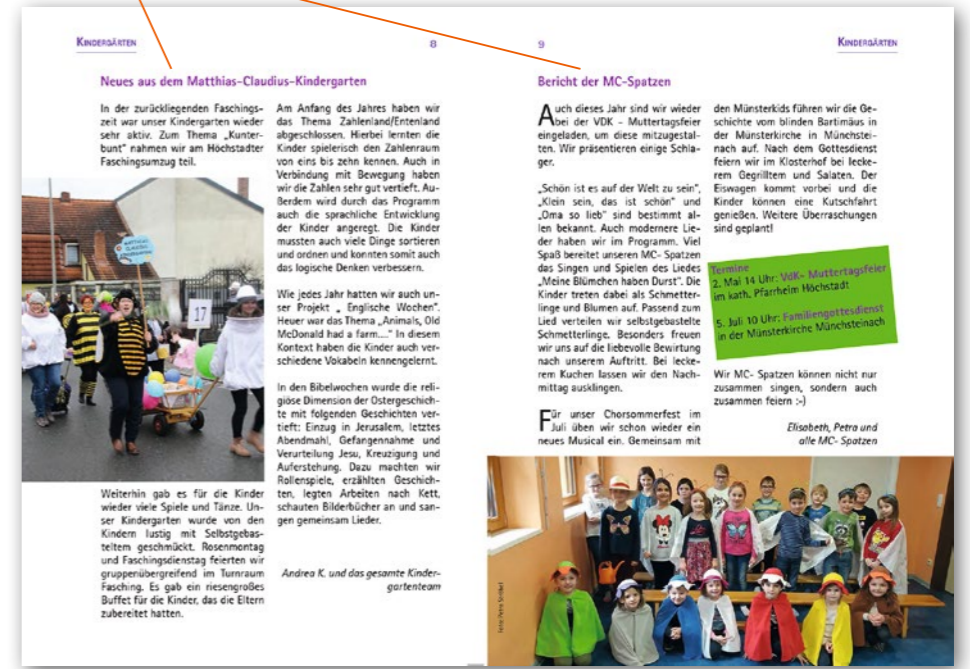 KINDERGÄRTEN
8
Neues aus dem Matthias-Claudius-Kindergarten
In der zurückliegenden Faschings-
zeit war unser Kindergarten wieder
sehr aktiv. Zum Thema „Kunter-
bunt" nahmen wir am Höchstadter
Faschingsumzug teil.
MATTHIAS
CLAUDIUS
KINDERGARTEN
17
Weiterhin gab es für die Kinder
wieder viele Spiele und Tänze. Un-
ser Kindergarten wurde von den
Kindern lustig mit Selbstgebas-
teltem geschmückt. Rosenmontag
und Faschingsdienstag feierten wir
gruppenübergreifend im Turnraum
Fasching. Es gab ein riesengroßes
Buffet für die Kinder, das die Eltern
zubereitet hatten.
Am Anfang des Jahres haben wir
das Thema Zahlenland/Entenland
abgeschlossen. Hierbei lernten die
Kinder spielerisch den Zahlenraum
von eins bis zehn kennen. Auch in
Verbindung mit Bewegung haben
wir die Zahlen sehr gut vertieft. Au-
ßerdem wird durch das Programm
auch die sprachliche Entwicklung
der Kinder angeregt. Die Kinder
mussten auch viele Dinge sortieren
und ordnen und konnten somit auch
das logische Denken verbessern.
Wie jedes Jahr hatten wir auch un-
ser Projekt „ Englische Wochen".
Heuer war das Thema „Animals, Old
McDonald had a farm...." In diesem
Kontext haben die Kinder auch ver-
schiedene Vokabeln kennengelernt.
In den Bibelwochen wurde die reli-
giöse Dimension der Ostergeschich-
te mit folgenden Geschichten ver-
tieft: Einzug in Jerusalem, letztes
Abendmahl, Gefangennahme und
Verurteilung Jesu, Kreuzigung und
Auferstehung. Dazu machten wir
Rollenspiele, erzählten Geschich-
ten, legten Arbeiten nach Kett,
schauten Bilderbücher an und san-
gen gemeinsam Lieder.
Andrea K. und das gesamte Kinder-
gartenteam
9
KINDERGÄRTEN
Bericht der MC-Spatzen
Auch dieses Jahr sind wir wieder
bei der VDK - Muttertagsfeier
eingeladen, um diese mitzugestal-
ten. Wir präsentieren einige Schla-
ger.
„Schön ist es auf der Welt zu sein",
„Klein sein, das ist schön" und
„Oma so lieb" sind bestimmt al-
len bekannt. Auch modernere Lie-
der haben wir im Programm. Viel
Spaß bereitet unseren MC- Spatzen
das Singen und Spielen des Liedes
„Meine Blümchen haben Durst". Die
Kinder treten dabei als Schmetter-
linge und Blumen auf. Passend zum
Lied verteilen wir selbstgebastelte
Schmetterlinge. Besonders freuen
wir uns auf die liebevolle Bewirtung
nach unserem Auftritt. Bei lecke-
rem Kuchen lassen wir den Nach-
mittag ausklingen.
Für unser Chorsommerfest im
Juli üben wir schon wieder ein
neues Musical ein. Gemeinsam mit
den Münsterkids führen wir die Ge-
schichte vom blinden Bartimäus in
der Münsterkirche in Münchstei-
nach auf. Nach dem Gottesdienst
feiern wir im Klosterhof bei lecke-
rem Gegrilltem und Salaten. Der
Eiswagen kommt vorbei und die
Kinder können eine Kutschfahrt
genießen. Weitere Überraschungen
sind geplant!
Termine
2. Mai 14 Uhr: VdK- Muttertagsfeier
im kath. Pfarrheim Höchstadt
5. Juli 10 Uhr: Familiengottesdienst
in der Münsterkirche Münchsteinach
Wir MC- Spatzen können nicht nur
zusammen singen, sondern auch
zusammen feiern :-)
Elisabeth, Petra und
alle MC- Spatzen